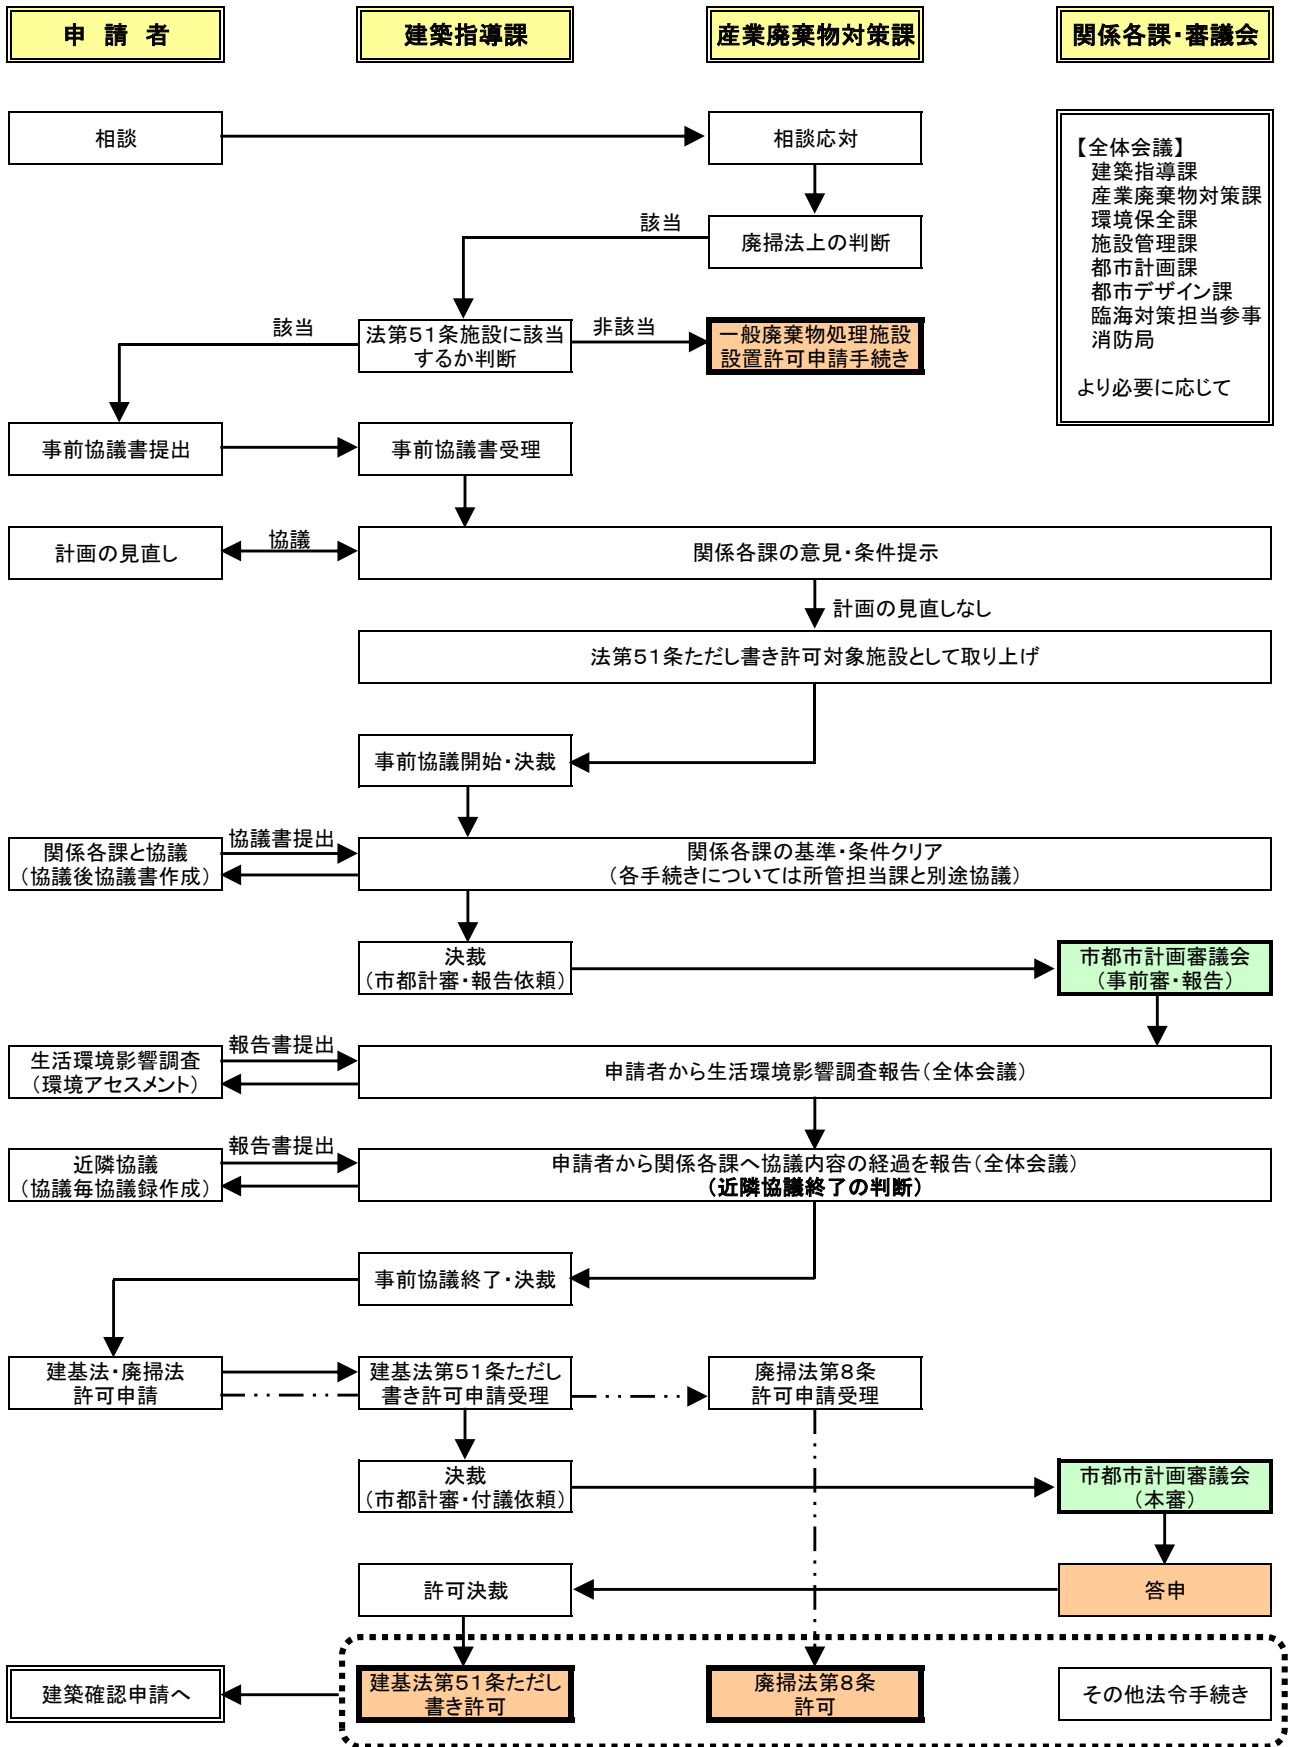 申 請 者
建築指導課
産業廃棄物対策課
関係各課・審議会
相談
相談応対
【全体会議】
建築指導課
産業廃棄物対策課
環境保全課
施設管理課
都市計画課
都市デザイン課
臨海対策担当参事
消防局
より必要に応じて
該当
廃掃法上の判断
該当
法第51条施設に該当
するか判断
非該当
一般廃棄物処理施設
設置許可申請手続き
事前協議書提出
事前協議書受理
計画の見直し
協議
関係各課の意見・条件提示
計画の見直しなし
法第51条ただし書き許可対象施設として取り上げ
事前協議開始・決裁
関係各課と協議
（協議後協議書作成）
協議書提出
関係各課の基準・条件クリア
（各手続きについては所管担当課と別途協議）
決裁
（市都計審・報告依頼）
市都市計画審議会
（事前審・報告）
生活環境影響調査
（環境アセスメント）
報告書提出
申請者から生活環境影響調査報告（全体会議）
近隣協議
（協議毎協議録作成）
報告書提出
申請者から関係各課へ協議内容の経過を報告（全体会議）
（近隣協議終了の判断）
事前協議終了・決裁
建基法・廃掃法
許可申請
建基法第51条ただし
書き許可申請受理
廃掃法第8条
許可申請受理
決裁
（市都計審・付議依頼）
市都市計画審議会
（本審）
許可決裁
答申
建築確認申請へ
建基法第51条ただし
書き許可
廃掃法第8条
許可
その他法令手続き